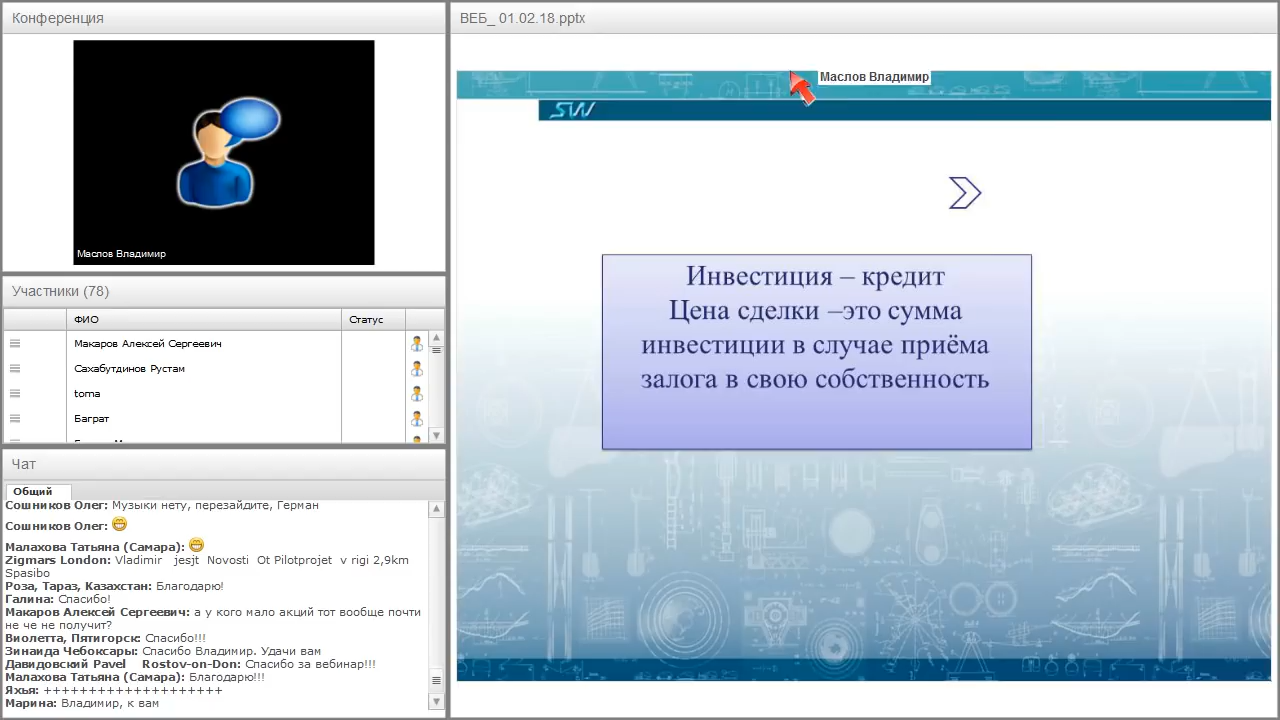 Конференция
Маслов Владимир
Участники (78)
ФИО
Статус
Макаров Алексей Сергеевич
Сахабутдинов Рустам
toma
Баграт
Чат
Общий
Сошников Олег: Музыки нету, перезайдите, Герман
Сошников Олег:
Малахова Татьяна (Самара):
Zigmars London: Vladimir jesjt Novosti Ot Pilotprojet v rigi 2,9km
Spasibo
Роза, Тараз, Казахстан: Благодарю!
Галина: Спасибо!
Макаров Алексей Сергеевич: а у кого мало акций тот вообще почти
не че не получит?
Виолетта, Пятигорск: Спасибо!!!
Зинаида Чебоксары: Спасибо Владимир. Удачи вам
Давидовский Pavel Rostov-on-Don: Спасибо за вебинар!!!
Малахова Татьяна (Самара): Благодарю!!!
Яхья: ++++++++++++++++++++
Марина: Владимир, к вам
ВЕБ_ 01.02.18.pptx
Маслов Владимир
SW
Инвестиция – кредит
Цена сделки –это сумма
инвестиции в случае приёма
залога в свою собственность